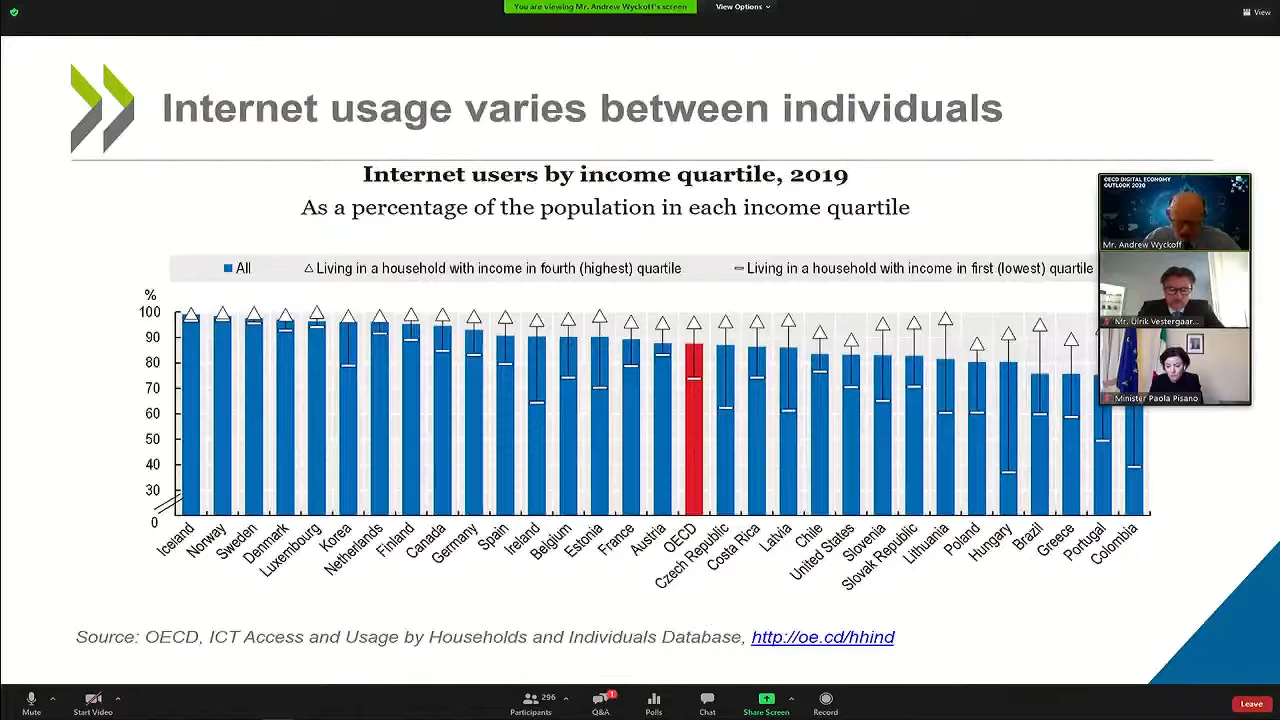 You are viewing Mr. Andrew Wyckoff's screen
View Options
View
Internet usage varies between individuals
Internet users by income quartile, 2019
As a percentage of the population in each income quartile
All
Living in a household with income in fourth (highest) quartile
Living in a household with income in first (lowest) quartile
%
100
90
80
70
60
50
40
30
0
Iceland
Norway
Sweden
Denmark
Luxembourg
Korea
Netherlands
Finland
Canada
Germany
Spain
Ireland
Belgium
Estonia
France
Austria
OECD
Czech Republic
Costa Rica
Latvia
Chile
United States
Slovenia
Slovak Republic
Lithuania
Poland
Hungary
Brazil
Greece
Portugal
Colombia
OECD DIGITAL ECONOMY
OUTLOOK 2020
Mr. Andrew Wyckoff
Mr. Ulrik Vestergaar...
Minister Paola Pisano
Source: OECD, ICT Access and Usage by Households and Individuals Database, http://oe.cd/hhind
Mute
Start Video
296
Participants
1
Q&A
Polls
Chat
Share Screen
Record
Leave